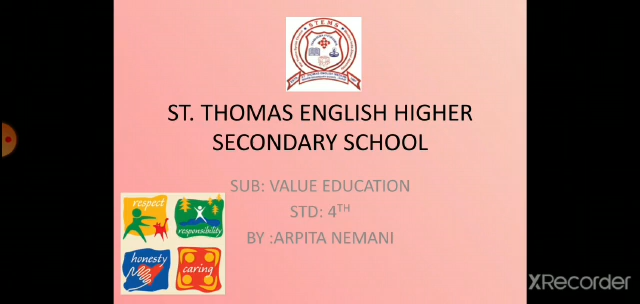 S T E M S
ST. THOMAS ENGLISH HIGHER
SECONDARY SCHOOL
SUB: VALUE EDUCATION
STD: 4TH
BY :ARPITA NEMANI
respect
responsibility
honesty
caring
XRecorder